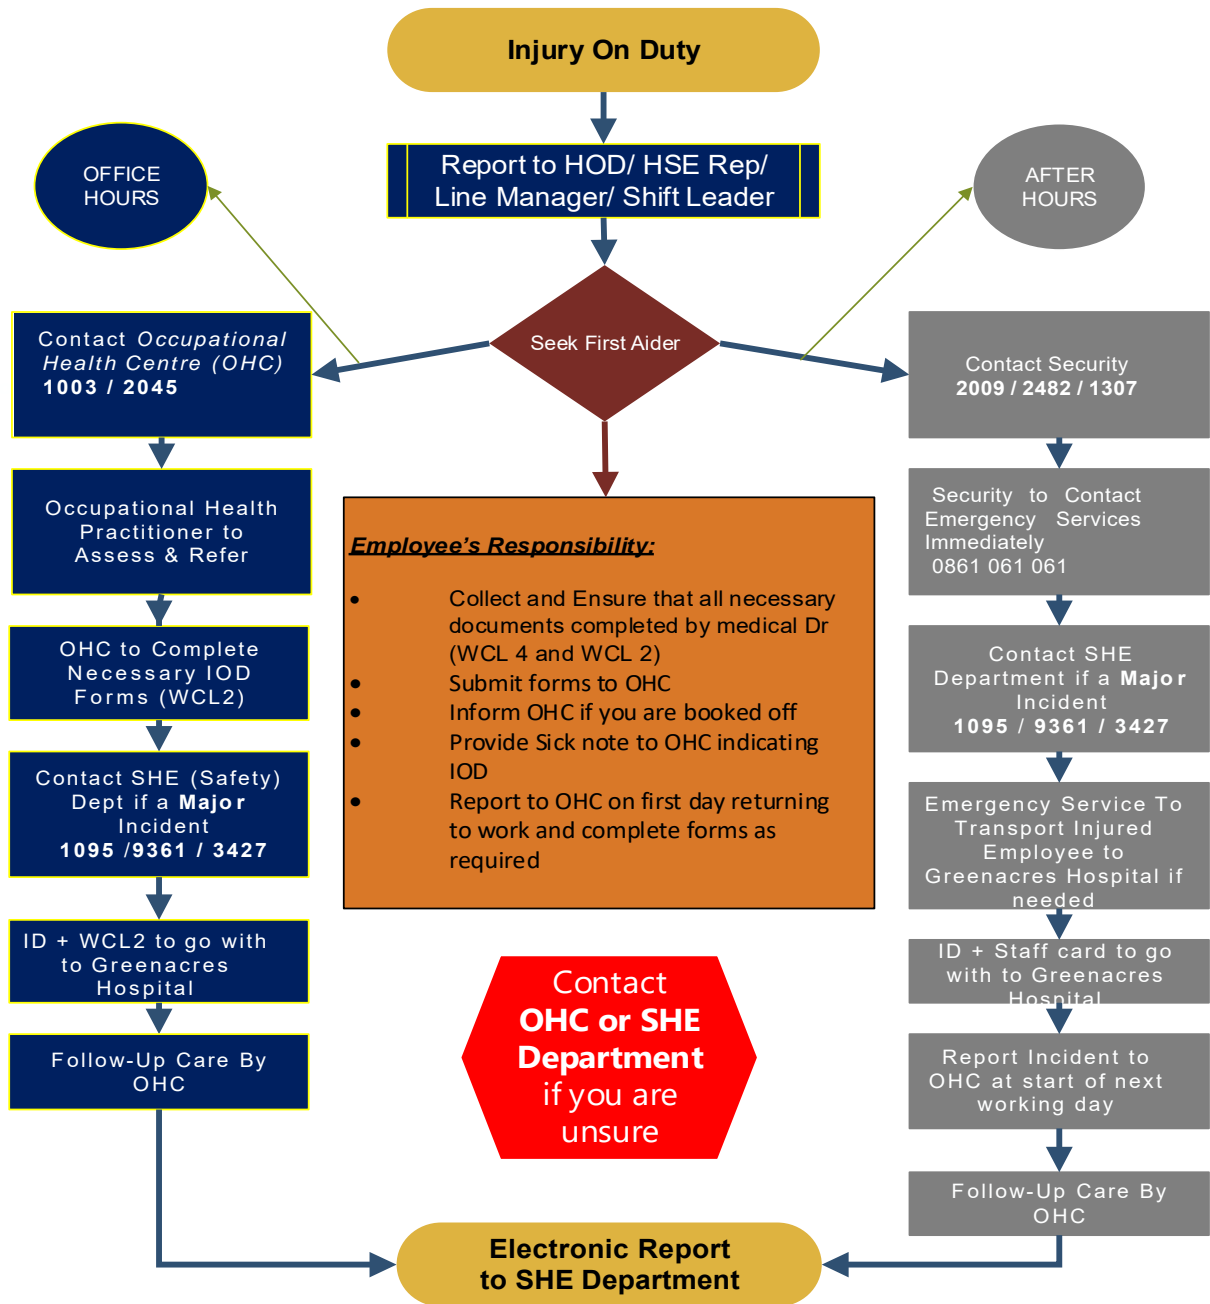 Injury On Duty
Report to HOD/ HSE Rep/
Line Manager/ Shift Leader
OFFICE
HOURS
AFTER
HOURS
Seek First Aider
Contact Occupational
Health Centre (OHC)
1003 / 2045
Occupational Health
Practitioner to
Assess & Refer
OHC to Complete
Necessary IOD
Forms (WCL2)
Contact SHE (Safety)
Dept if a Major
Incident
1095 /9361 / 3427
ID + WCL2 to go with
to Greenacres
Hospital
Follow-Up Care By
OHC
Employee's Responsibility:
• Collect and Ensure that all necessary
documents completed by medical Dr
(WCL 4 and WCL 2)
• Submit forms to OHC
• Inform OHC if you are booked off
• Provide Sick note to OHC indicating
IOD
• Report to OHC on first day returning
to work and complete forms as
required
Contact
OHC or SHE
Department
if you are
unsure
Contact Security
2009 / 2482 / 1307
Security to Contact
Emergency Services
Immediately
0861 061 061
Contact SHE
Department if a Major
Incident
1095 / 9361 / 3427
Emergency Service To
Transport Injured
Employee to
Greenacres Hospital if
needed
ID + Staff card to go
with to Greenacres
Hospital
Report Incident to
OHC at start of next
working day
Follow-Up Care By
OHC
Electronic Report
to SHE Department